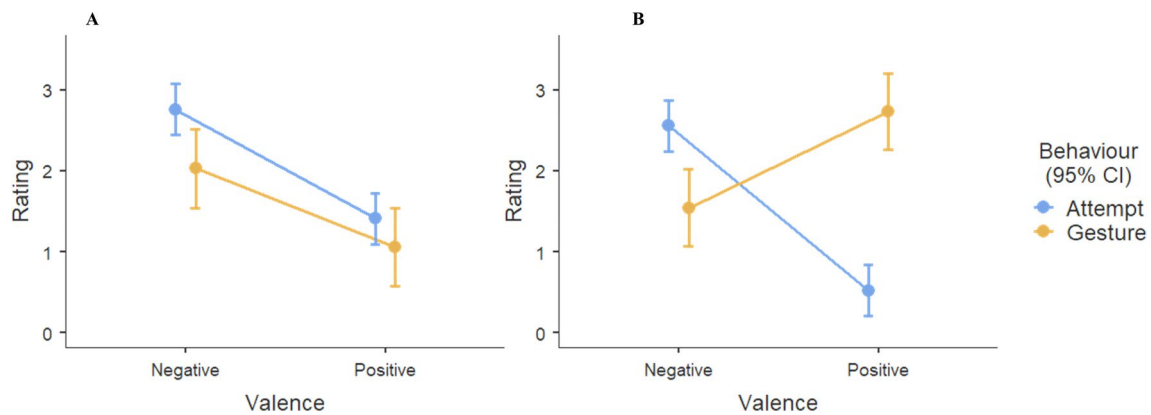 A
Rating
3
2
1
0
Negative
Positive
Valence
B
Rating
3
2
1
0
Negative
Positive
Valence
Behaviour
(95% CI)
Attempt
Gesture